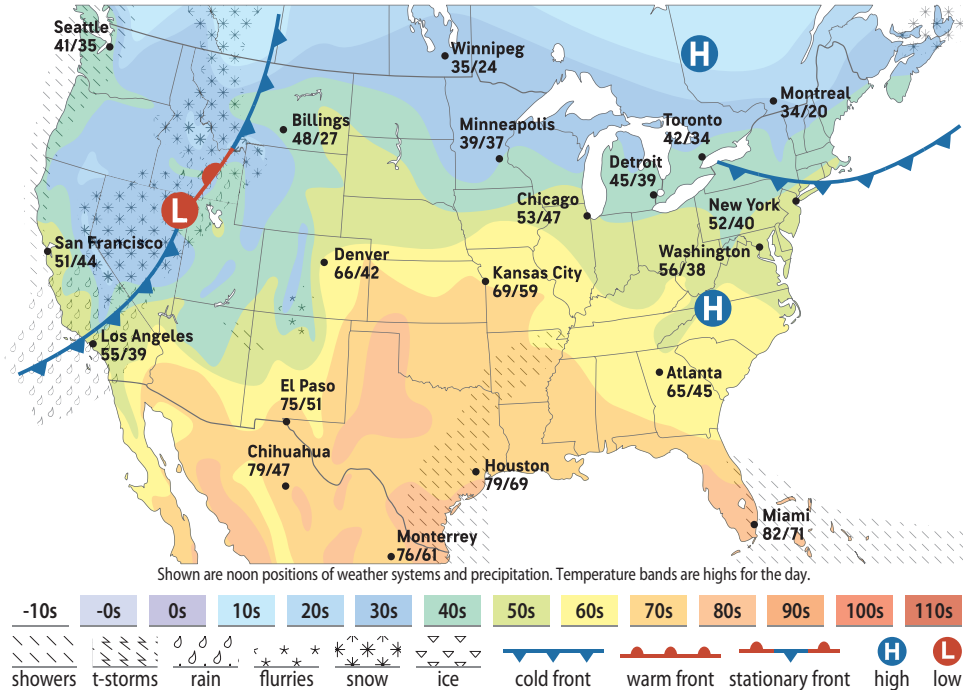 Seattle
41/35
Winnipeg
35/24
H
Montreal
34/20
Billings
48/27
Minneapolis
39/37
Toronto
42/34
Detroit
45/39
L
Chicago
53/47
New York
52/40
San Francisco
51/44
Denver
66/42
Kansas City
69/59
Washington
56/38
H
Los Angeles
55/39
El Paso
75/51
Atlanta
65/45
Chihuahua
79/47
Houston
79/69
Monterrey
76/61
Miami
82/71
Shown are noon positions of weather systems and precipitation. Temperature bands are highs for the day.
-10s -0s 0s 10s 20s 30s 40s 50s 60s 70s 80s 90s 100s 110s
H L
showers t-storms rain flurries snow ice cold front warm front stationary front high low